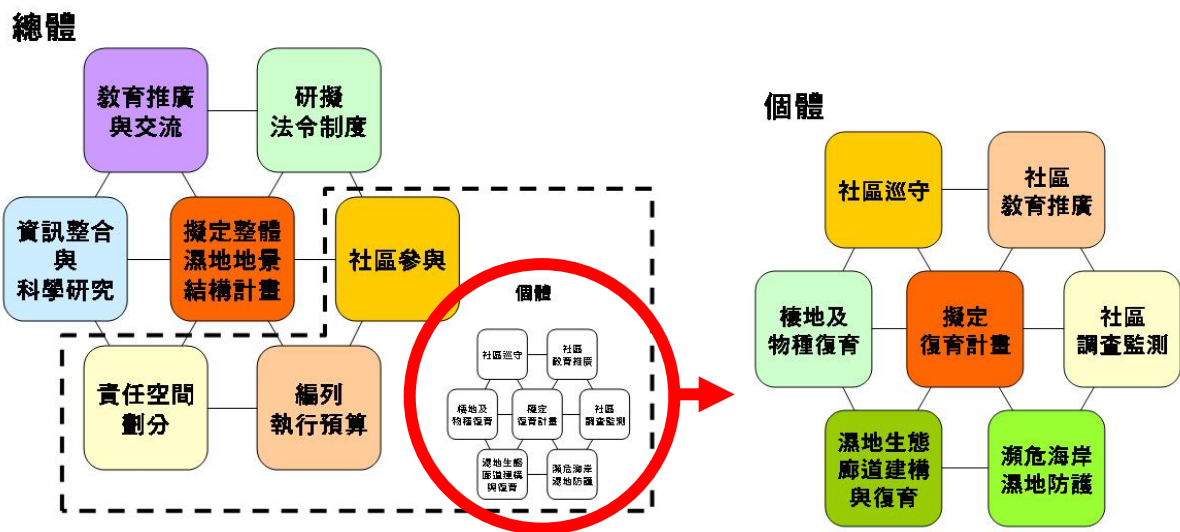 總體
教育推廣
與交流
研擬
法令制度
資訊整合
與
科學研究
擬定整體
濕地地景
結構計畫
社區參與
責任空間
劃分
編列
執行預算
個體
社區巡守
社區
教育推廣
棲地及
物種復育
擬定
復育計畫
社區
調查監測
濕地生態
廊道建構
與復育
瀕危海岸
濕地防護
個體
社區巡守
社區
教育推廣
棲地及
物種復育
擬定
復育計畫
社區
調查監測
濕地生態
廊道建構
與復育
瀕危海岸
濕地防護